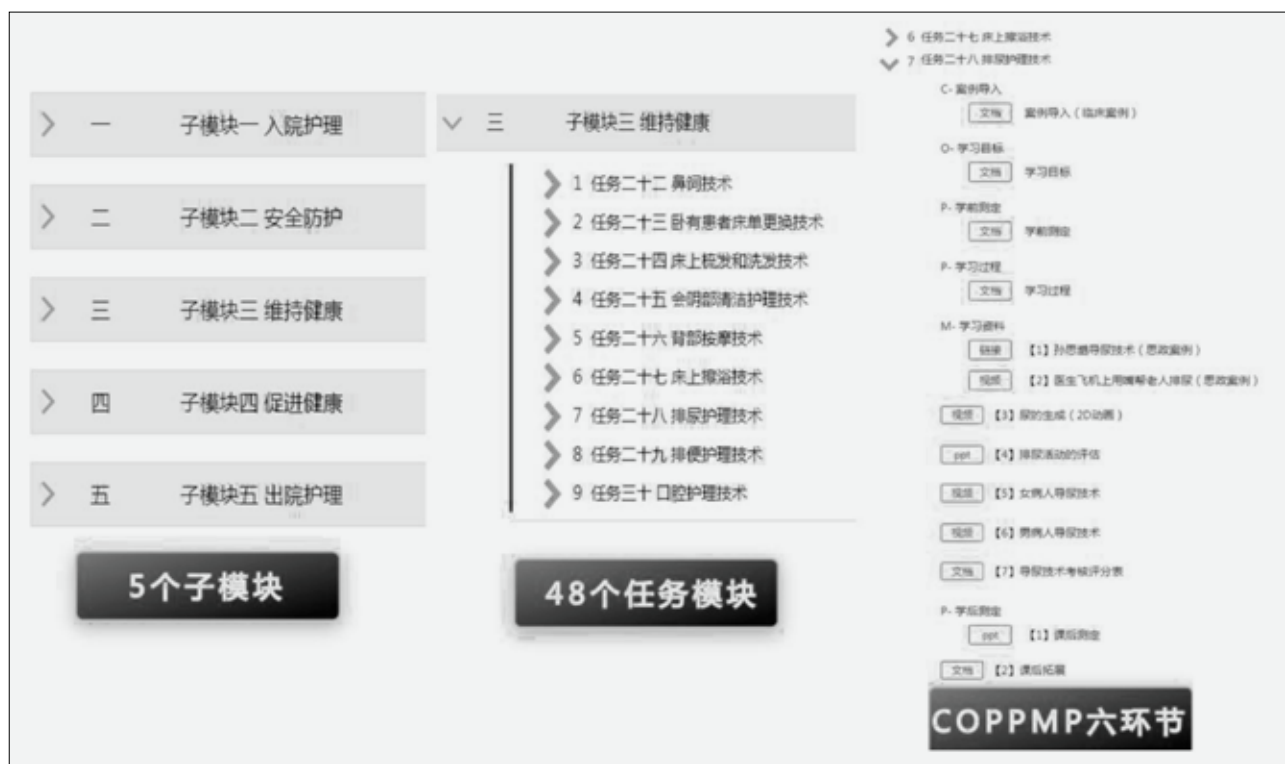 一 子模块一 入院护理
二 子模块二 安全防护
三 子模块三 维持健康
四 子模块四 促进健康
五 子模块五 出院护理
5个子模块
三 子模块三 维持健康
1 任务二十二 鼻饲技术
2 任务二十三 卧有患者床单更换技术
3 任务二十四 床上梳发和洗发技术
4 任务二十五 会阴部清洁护理技术
5 任务二十六 背部按摩技术
6 任务二十七 床上擦浴技术
7 任务二十八 排尿护理技术
8 任务二十九 排便护理技术
9 任务三十 口腔护理技术
48个任务模块
6 任务二十七 床上擦浴技术
7 任务二十八 排尿护理技术
C- 案例导入
文档 案例导入（临床案例）
O- 学习目标
文档 学习目标
P- 学前测定
文档 学前测定
P- 学习过程
文档 学习过程
M- 学习资料
链接 【1】孙思邈导尿技术（思政案例）
视频 【2】医生飞机上用嘴帮老人排尿（思政案例）
视频 【3】尿的生成（2D动画）
ppt 【4】排尿活动的评估
视频 【5】女病人导尿技术
视频 【6】男病人导尿技术
文档 【7】导尿技术考核评分表
P- 学后测定
ppt 【1】课后测定
文档 【2】课后拓展
COPPMP六环节